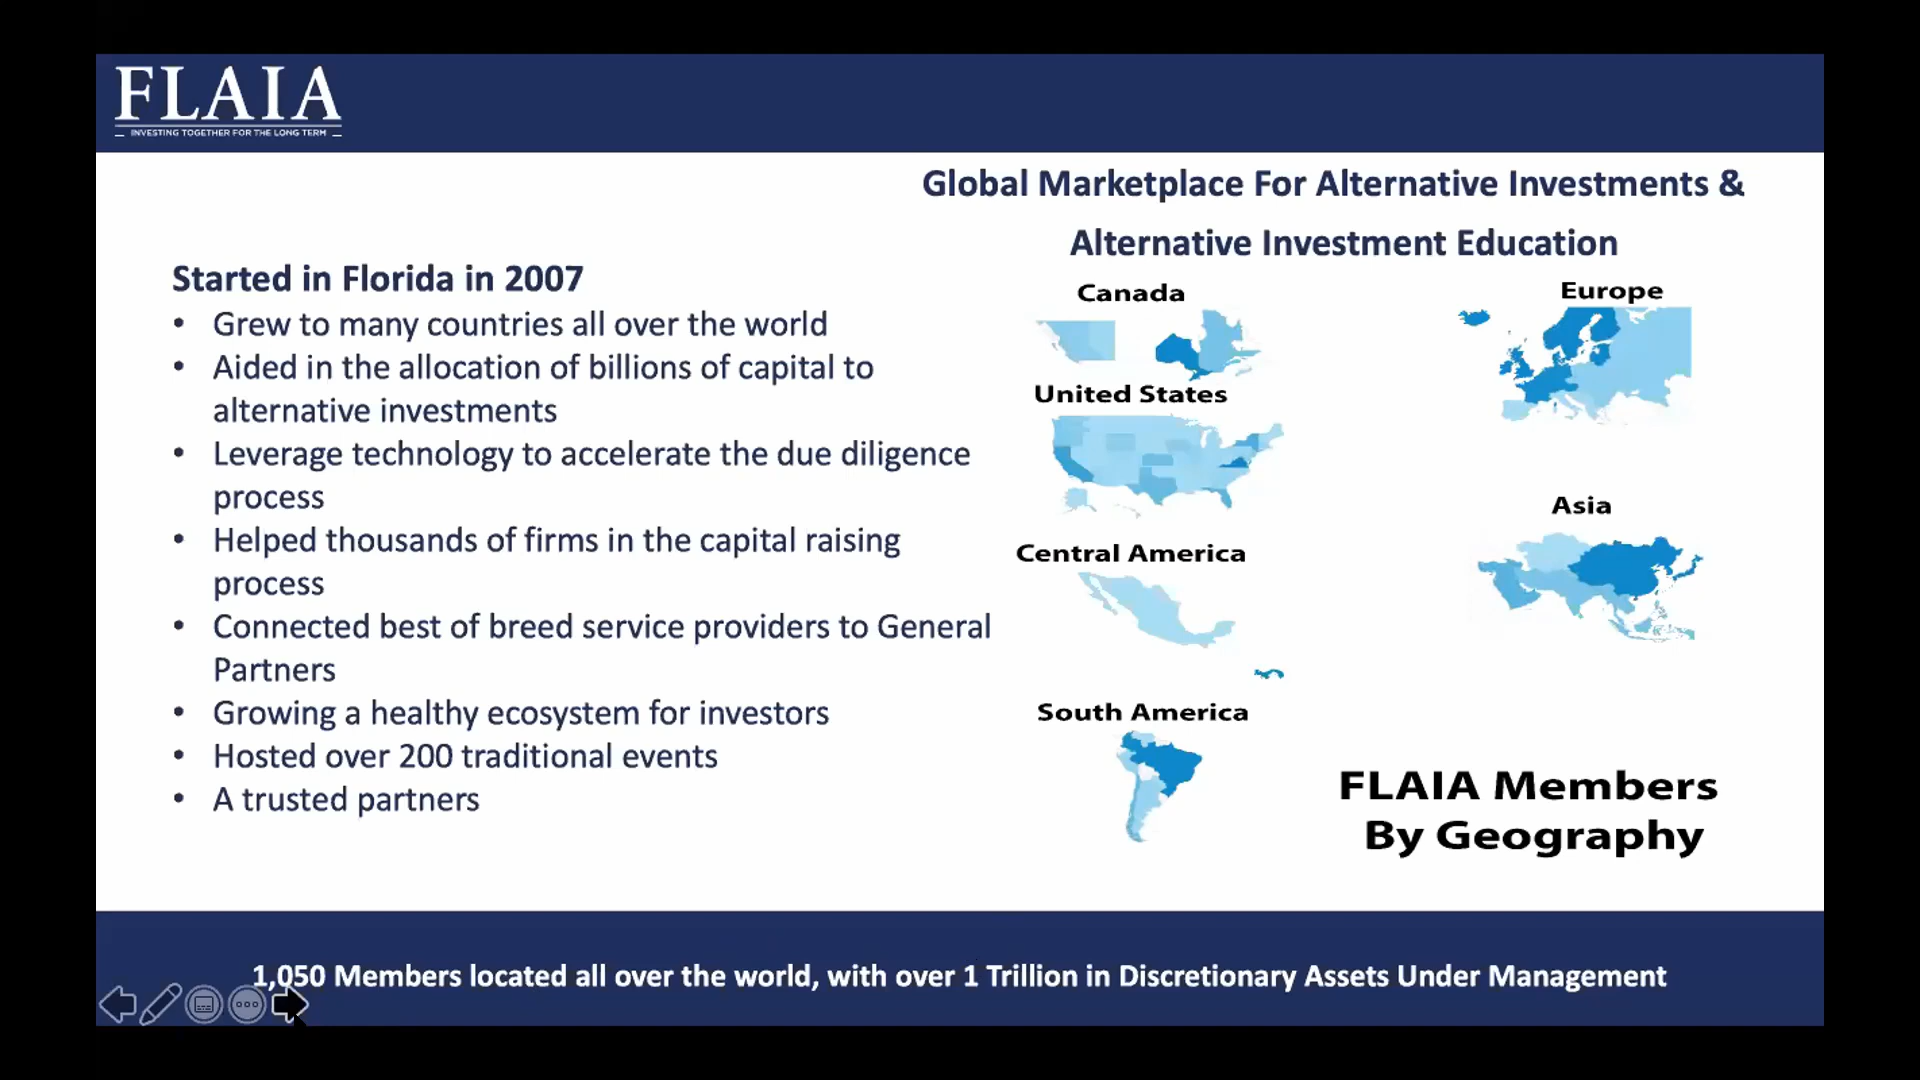 FLAIA
INVESTING TOGETHER FOR THE LONG TERM
Global Marketplace For Alternative Investments &
Alternative Investment Education
Started in Florida in 2007
• Grew to many countries all over the world
• Aided in the allocation of billions of capital to
alternative investments
• Leverage technology to accelerate the due diligence
process
• Helped thousands of firms in the capital raising
process
• Connected best of breed service providers to General
Partners
• Growing a healthy ecosystem for investors
• Hosted over 200 traditional events
• A trusted partners
Canada
United States
Central America
South America
Europe
Asia
FLAIA Members
By Geography
1,050 Members located all over the world, with over 1 Trillion in Discretionary Assets Under Management